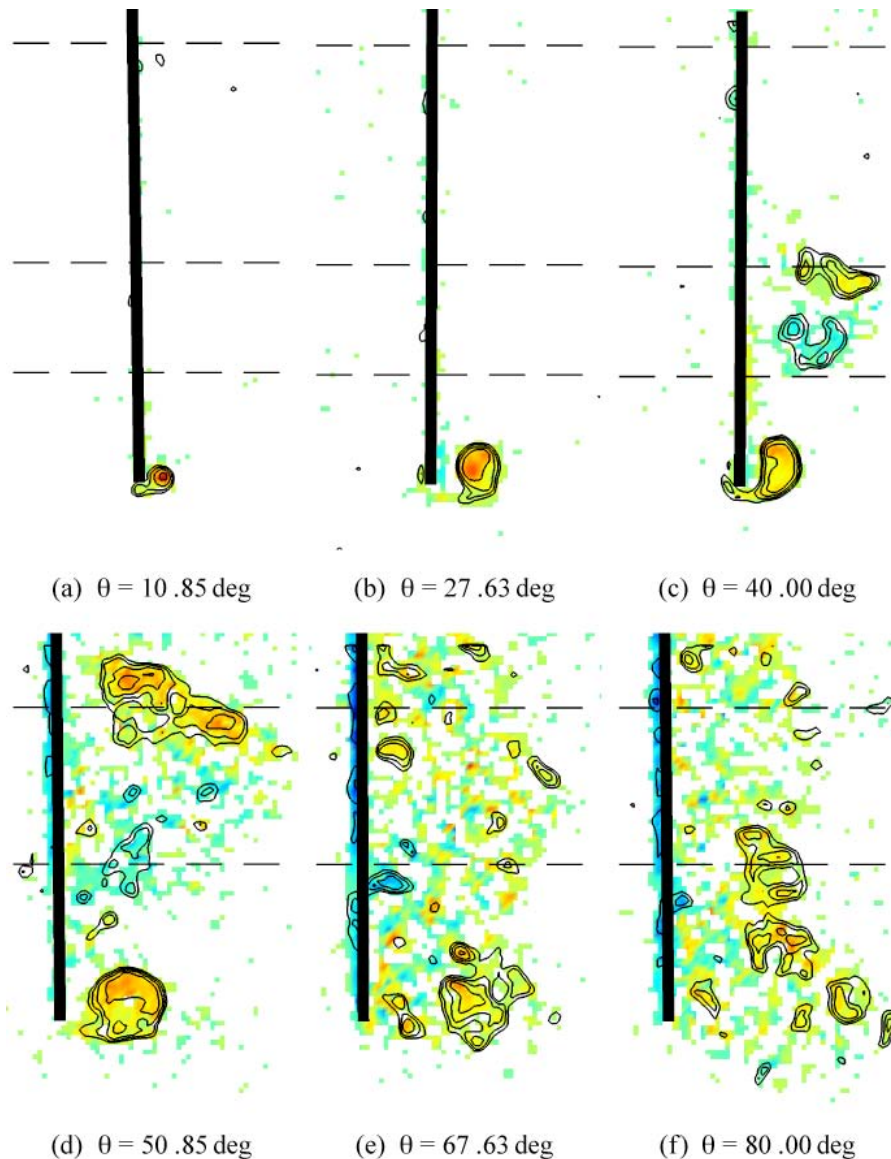 (a) θ = 10 .85 deg
(b) θ = 27 .63 deg
(c) θ = 40 .00 deg
(d) θ = 50 .85 deg
(e) θ = 67 .63 deg
(f) θ = 80 .00 deg